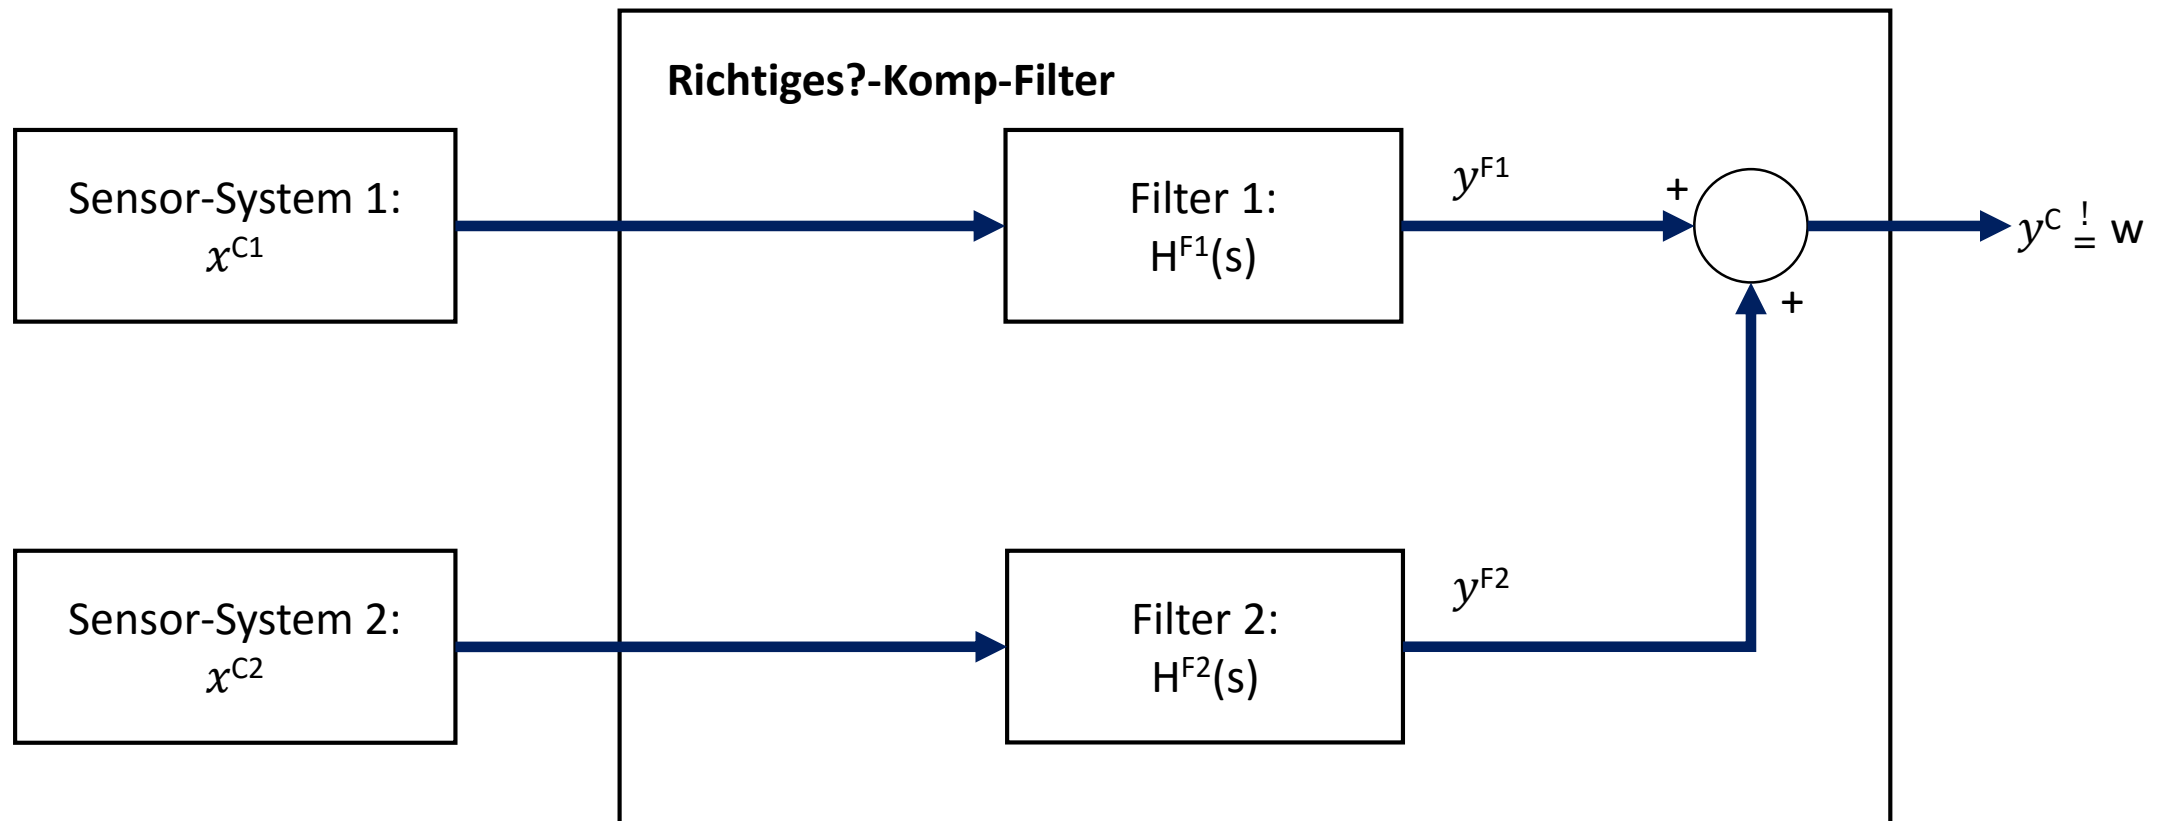 Richtiges?-Komp-Filter
Sensor-System 1:
x^C1
Filter 1:
H^F1(s)
y^F1
+
+
y^C =^! w
Sensor-System 2:
x^C2
Filter 2:
H^F2(s)
y^F2